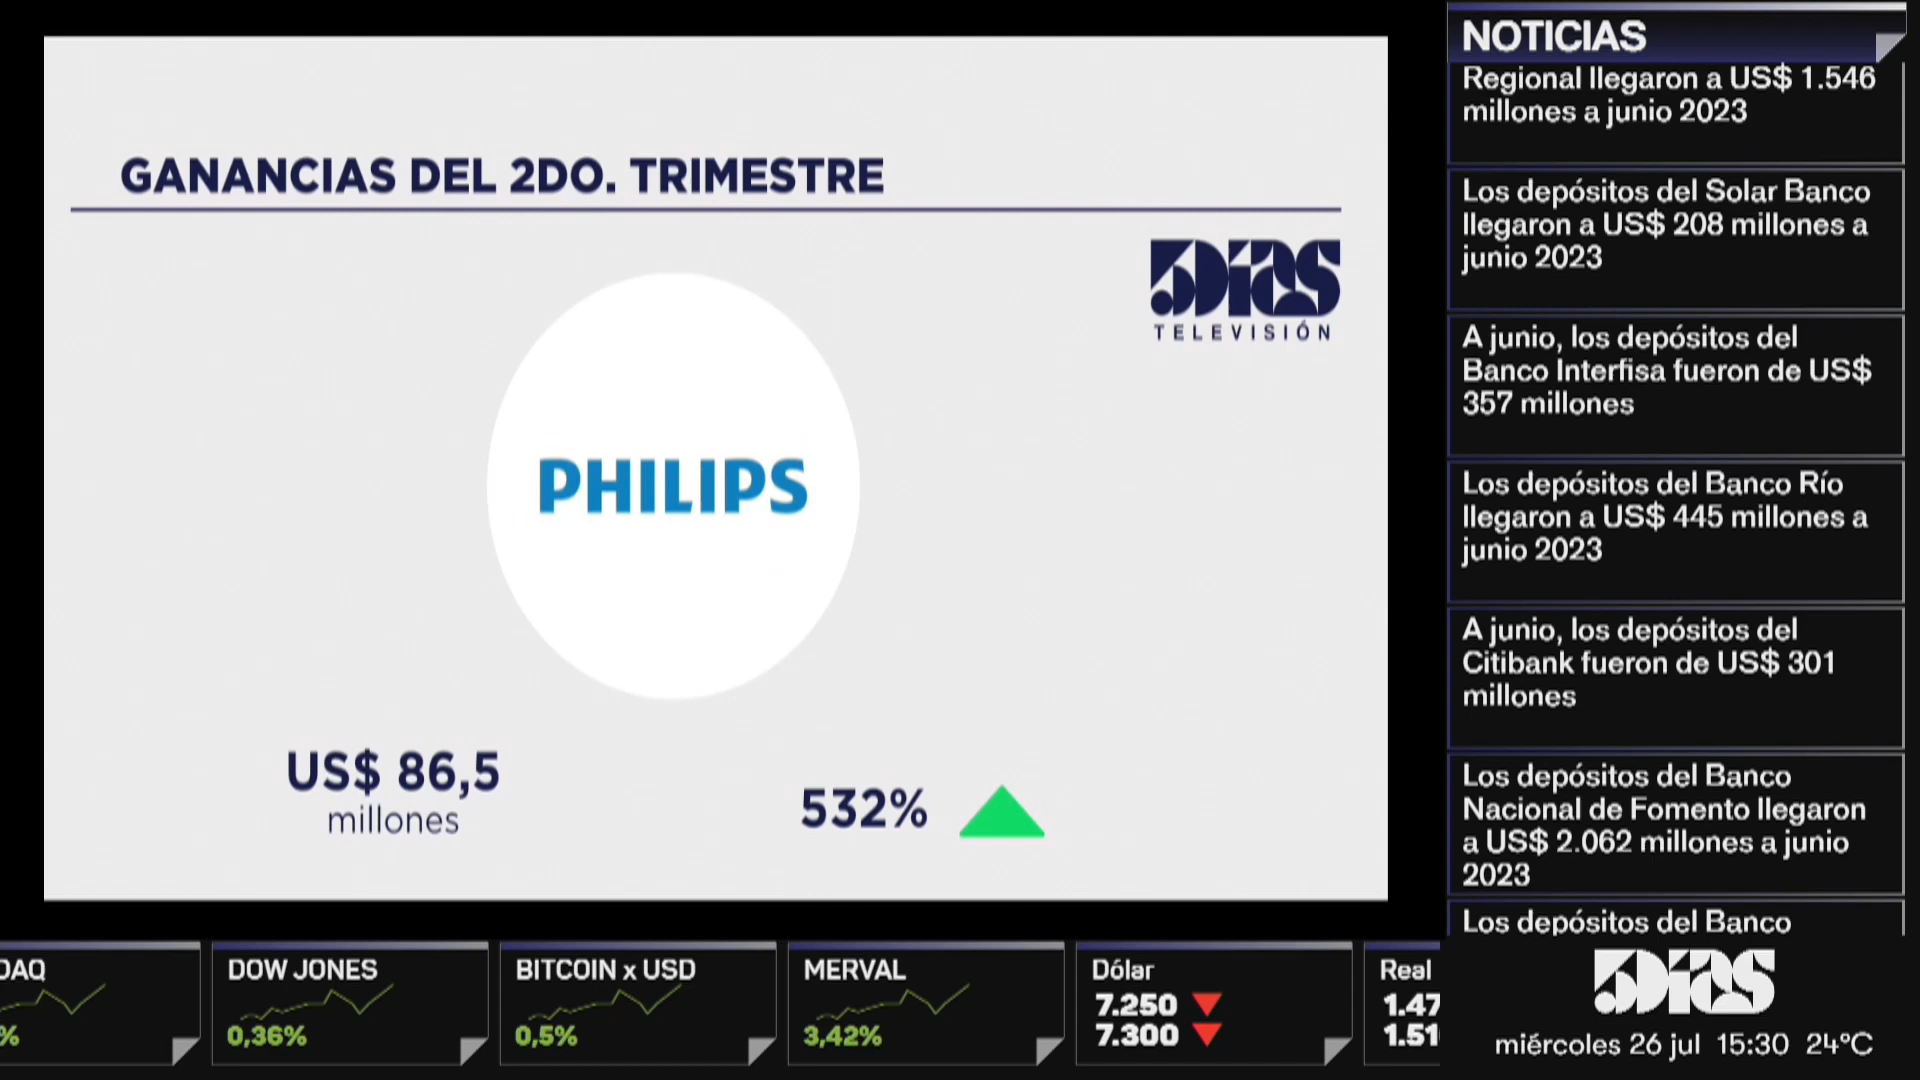 GANANCIAS DEL 2DO. TRIMESTRE
5Días
TELEVISIÓN
PHILIPS
US$ 86,5
millones
532%
NOTICIAS
Regional llegaron a US$ 1.546
millones a junio 2023
Los depósitos del Solar Banco
llegaron a US$ 208 millones a
junio 2023
A junio, los depósitos del
Banco Interfisa fueron de US$
357 millones
Los depósitos del Banco Río
llegaron a US$ 445 millones a
junio 2023
A junio, los depósitos del
Citibank fueron de US$ 301
millones
Los depósitos del Banco
Nacional de Fomento llegaron
a US$ 2.062 millones a junio
2023
Los depósitos del Banco
DAQ
%
DOW JONES
0,36%
BITCOIN x USD
0,5%
MERVAL
3,42%
Dólar
7.250
7.300
Real
1.47
1.51
5Días
miércoles 26 jul 15:30 24°C